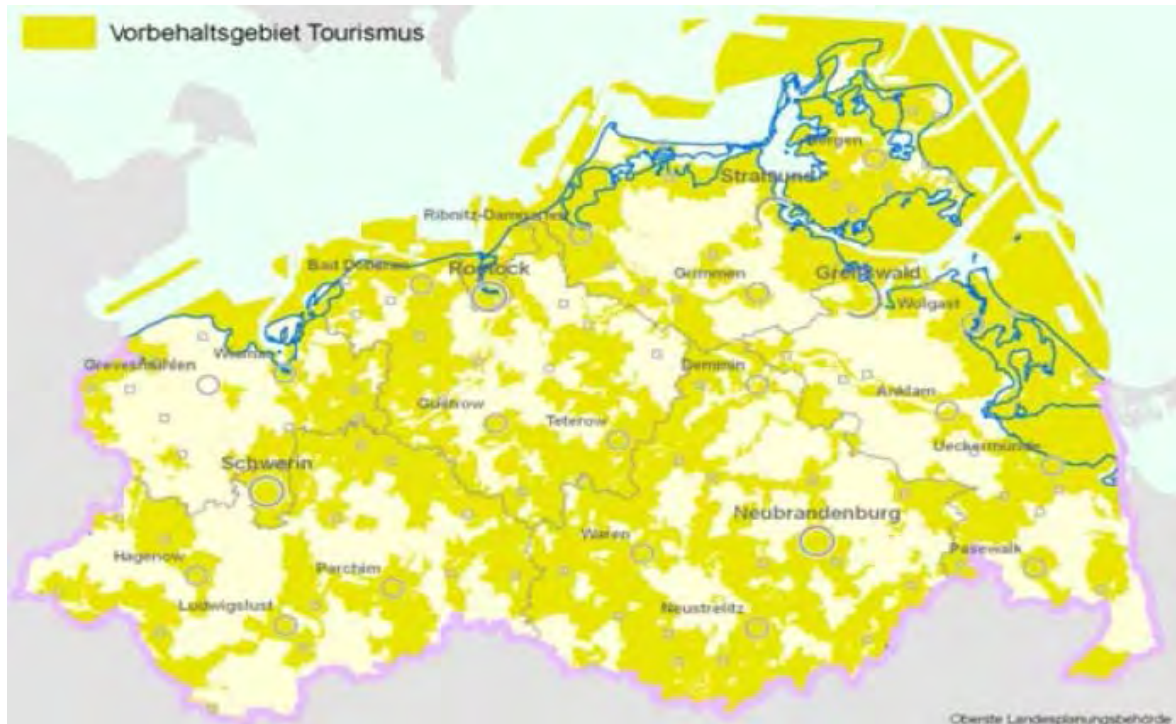 Vorbehaltsgebiet Tourismus
Bergen
Stralsund
Ribnitz-Damgarten
Bad Doberan
Rostock
Grimmen
Greifswald
Wolgast
Grevesmühlen
Wismar
Demmin
Anklam
Güstrow
Teterow
Ueckermünde
Schwerin
Neubrandenburg
Waren
Hagenow
Parchim
Pasewalk
Ludwigslust
Neustrelitz
Oberste Landesplanungsbehörde